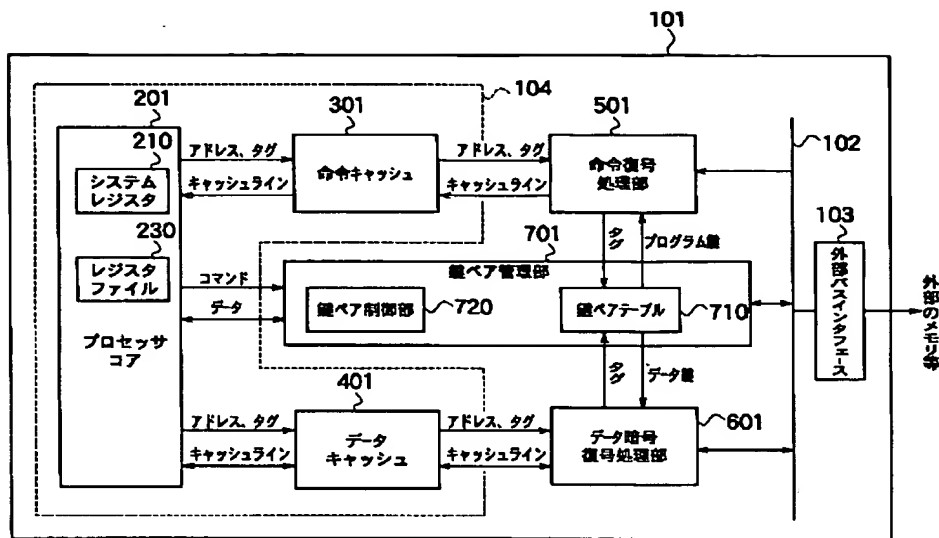 101
104
201
301
501
210
アドレス、タグ
アドレス、タグ
102
システム
レジスタ
命令キャッシュ
命令復号
処理部
キャッシュライン
キャッシュライン
103
230
701
タグ
プログラム鍵
レジスタ
ファイル
コマンド
鍵ペア管理部
外部バスインタフェース
外部のメモリ等
データ
鍵ペア制御部
720
鍵ペアテーブル
710
プロセッサ
コア
タグ
データ鍵
401
アドレス、タグ
アドレス、タグ
601
データ
キャッシュ
データ暗号
復号処理部
キャッシュライン
キャッシュライン